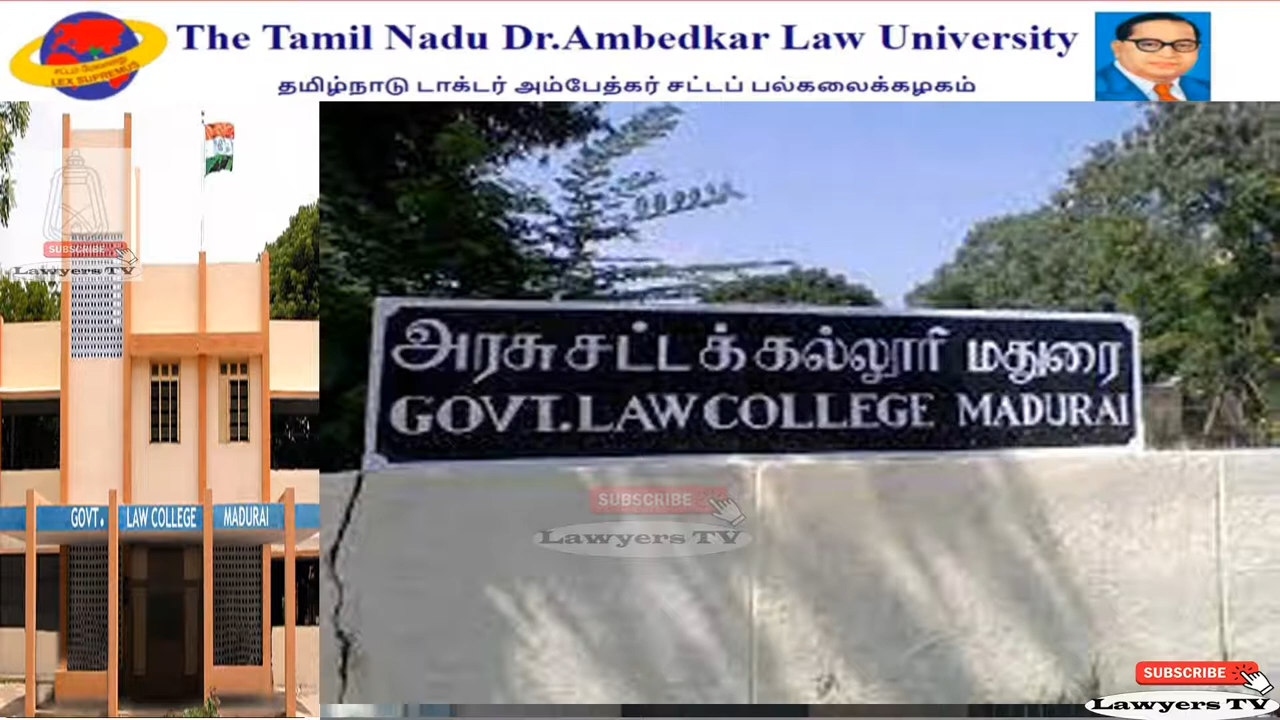 The Tamil Nadu Dr.Ambedkar Law University
தமிழ்நாடு டாக்டர் அம்பேத்கர் சட்டப் பல்கலைக்கழகம்
LEX SUPREMUS
SUBSCRIBE
Lawyers TV
GOVT. LAW COLLEGE MADURAI
அரசு சட்டக் கல்லூரி மதுரை
GOVT. LAW COLLEGE MADURAI
SUBSCRIBE
Lawyers TV
SUBSCRIBE
Lawyers TV